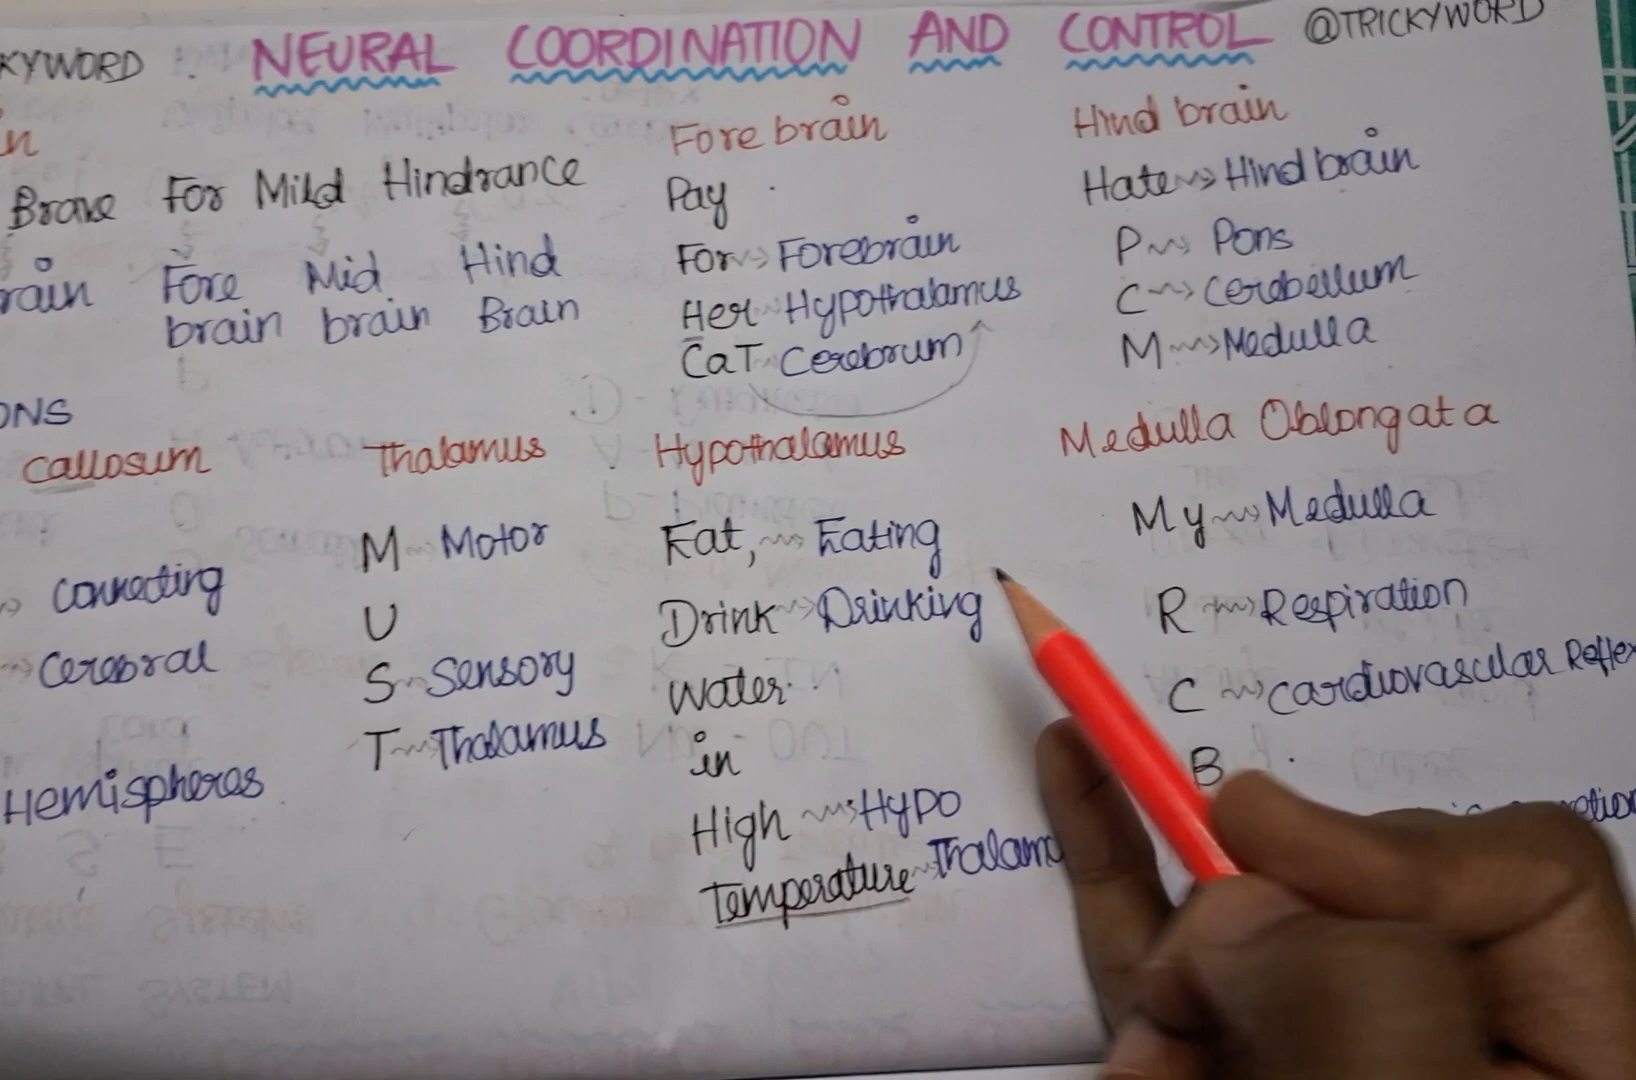 KYWORD NEURAL COORDINATION AND CONTROL @TRICKYWORD
in
Brave For Mild Hindrance
rain Fore Mid Hind
brain brain Brain
Fore brain
Pay
For Forebrain
Her Hypothalamus
CaT Cerebrum
Hind brain
Hate Hind brain
P Pons
C Cerebellum
M Medulla
ONS
Callosum
Connecting
Cerebral
Hemispheres
Thalamus
M Motor
U
S Sensory
T Thalamus
Hypothalamus
Eat, Eating
Drink Drinking
water
in
High Hypo
Temperature Thalamu
Medulla Oblongata
My Medulla
R Respiration
C Cardiovascular Reflex
B